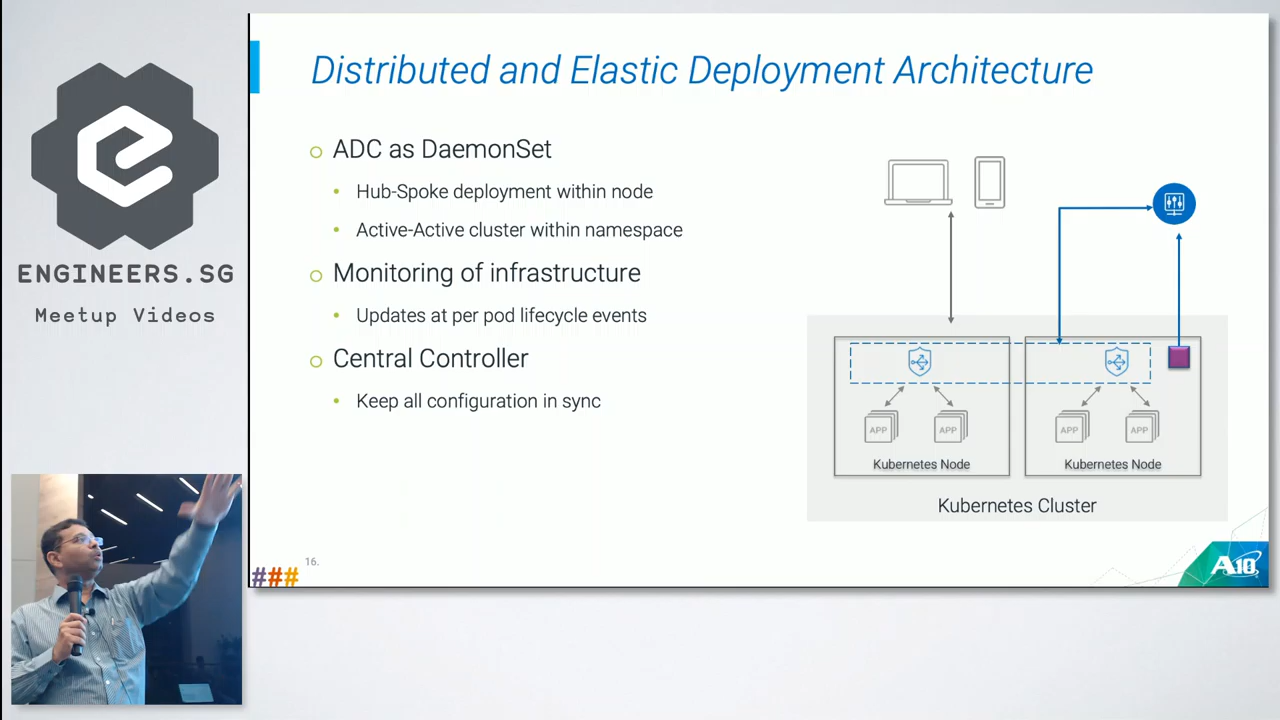 ENGINEERS.SG
Meetup Videos
Distributed and Elastic Deployment Architecture
ADC as DaemonSet
Hub-Spoke deployment within node
Active-Active cluster within namespace
Monitoring of infrastructure
Updates at per pod lifecycle events
Central Controller
Keep all configuration in sync
APP
APP
APP
APP
Kubernetes Node
Kubernetes Node
Kubernetes Cluster
16.
###
A10